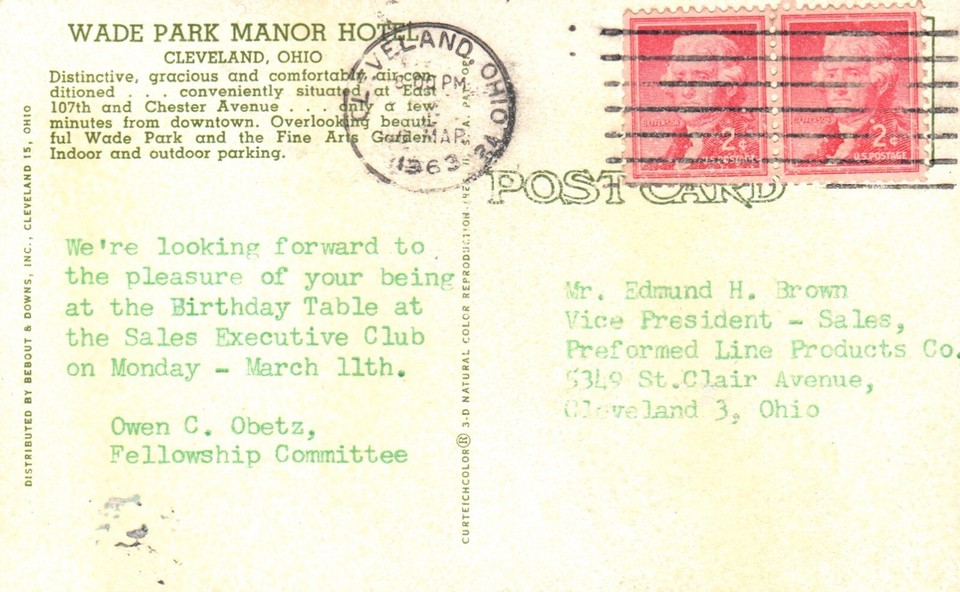 WADE PARK MANOR HOTEL
CLEVELAND, OHIO
Distinctive, gracious and comfortably air-con-
ditioned . . . conveniently situated at East
107th and Chester Avenue . . . only a few
minutes from downtown. Overlooking beauti-
ful Wade Park and the Fine Arts Garden.
Indoor and outdoor parking.
DISTRIBUTED BY BEBOUT & DOWNS, INC., CLEVELAND 15, OHIO
We're looking forward to
the pleasure of your being
at the Birthday Table at
the Sales Executive Club
on Monday - March 11th.
Owen C. Obetz,
Fellowship Committee
CURTEICHCOLOR® 3-D NATURAL COLOR REPRODUCTION
CLEVELAND, OHIO
PM
MAR
1963
2¢
U.S. POSTAGE
2¢
U.S. POSTAGE
POST CARD
Mr. Edmund H. Brown
Vice President - Sales,
Preformed Line Products Co.
5349 St.Clair Avenue,
Cleveland 3, Ohio